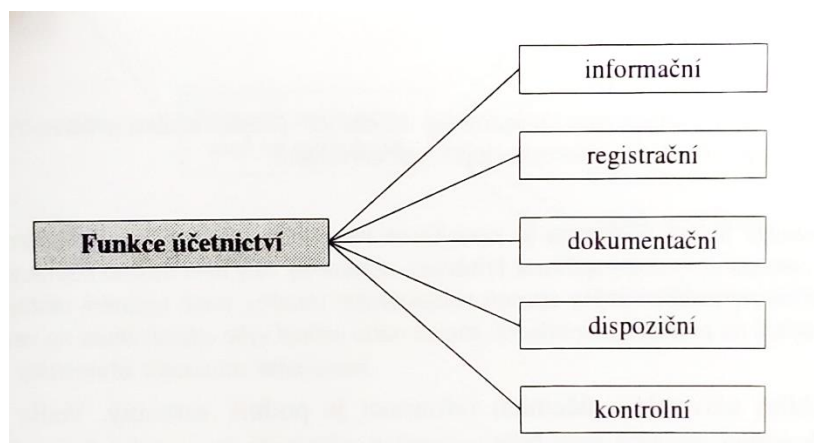 informační
registrační
Funkce účetnictví
dokumentační
dispoziční
kontrolní